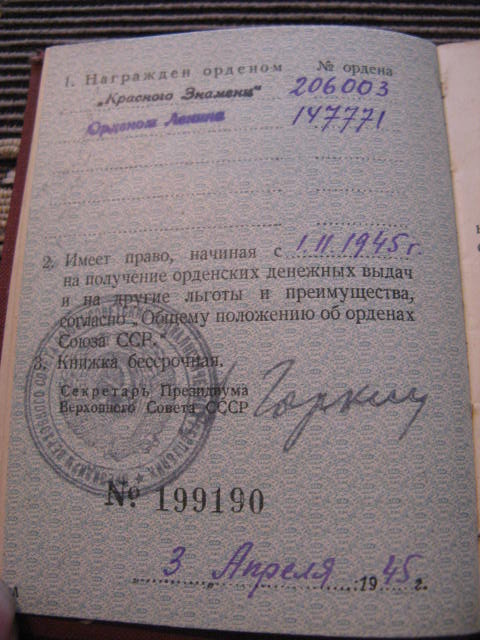 1. Награжден орденом № ордена
„Красного Знамени“ 206003
Орденом Ленина 147771
2. Имеет право, начиная с 1 II 1945 г.
на получение орденских денежных выдач
и на другие льготы и преимущества,
согласно „Общему положению об орденах
Союза ССР.“
3. Книжка бессрочная.
Секретарь Президиума
Верховного Совета СССР Горкин
№ 199190
„3„ Апреля 1945 г.